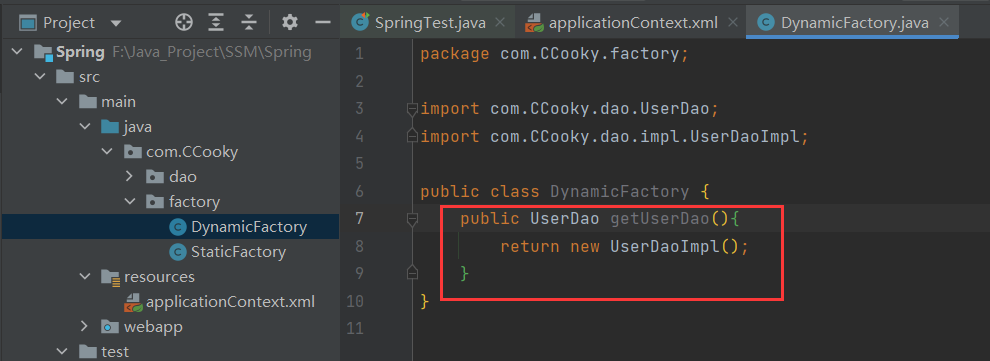 Project
SpringTest.java
applicationContext.xml
DynamicFactory.java
Spring F:\Java_Project\SSM\Spring
src
main
java
com.CCooky
dao
factory
DynamicFactory
StaticFactory
resources
applicationContext.xml
webapp
test
1 package com.CCooky.factory;
2
3 import com.CCooky.dao.UserDao;
4 import com.CCooky.dao.impl.UserDaoImpl;
5
6 public class DynamicFactory {
7 public UserDao getUserDao(){
8 return new UserDaoImpl();
9 }
10 }
11